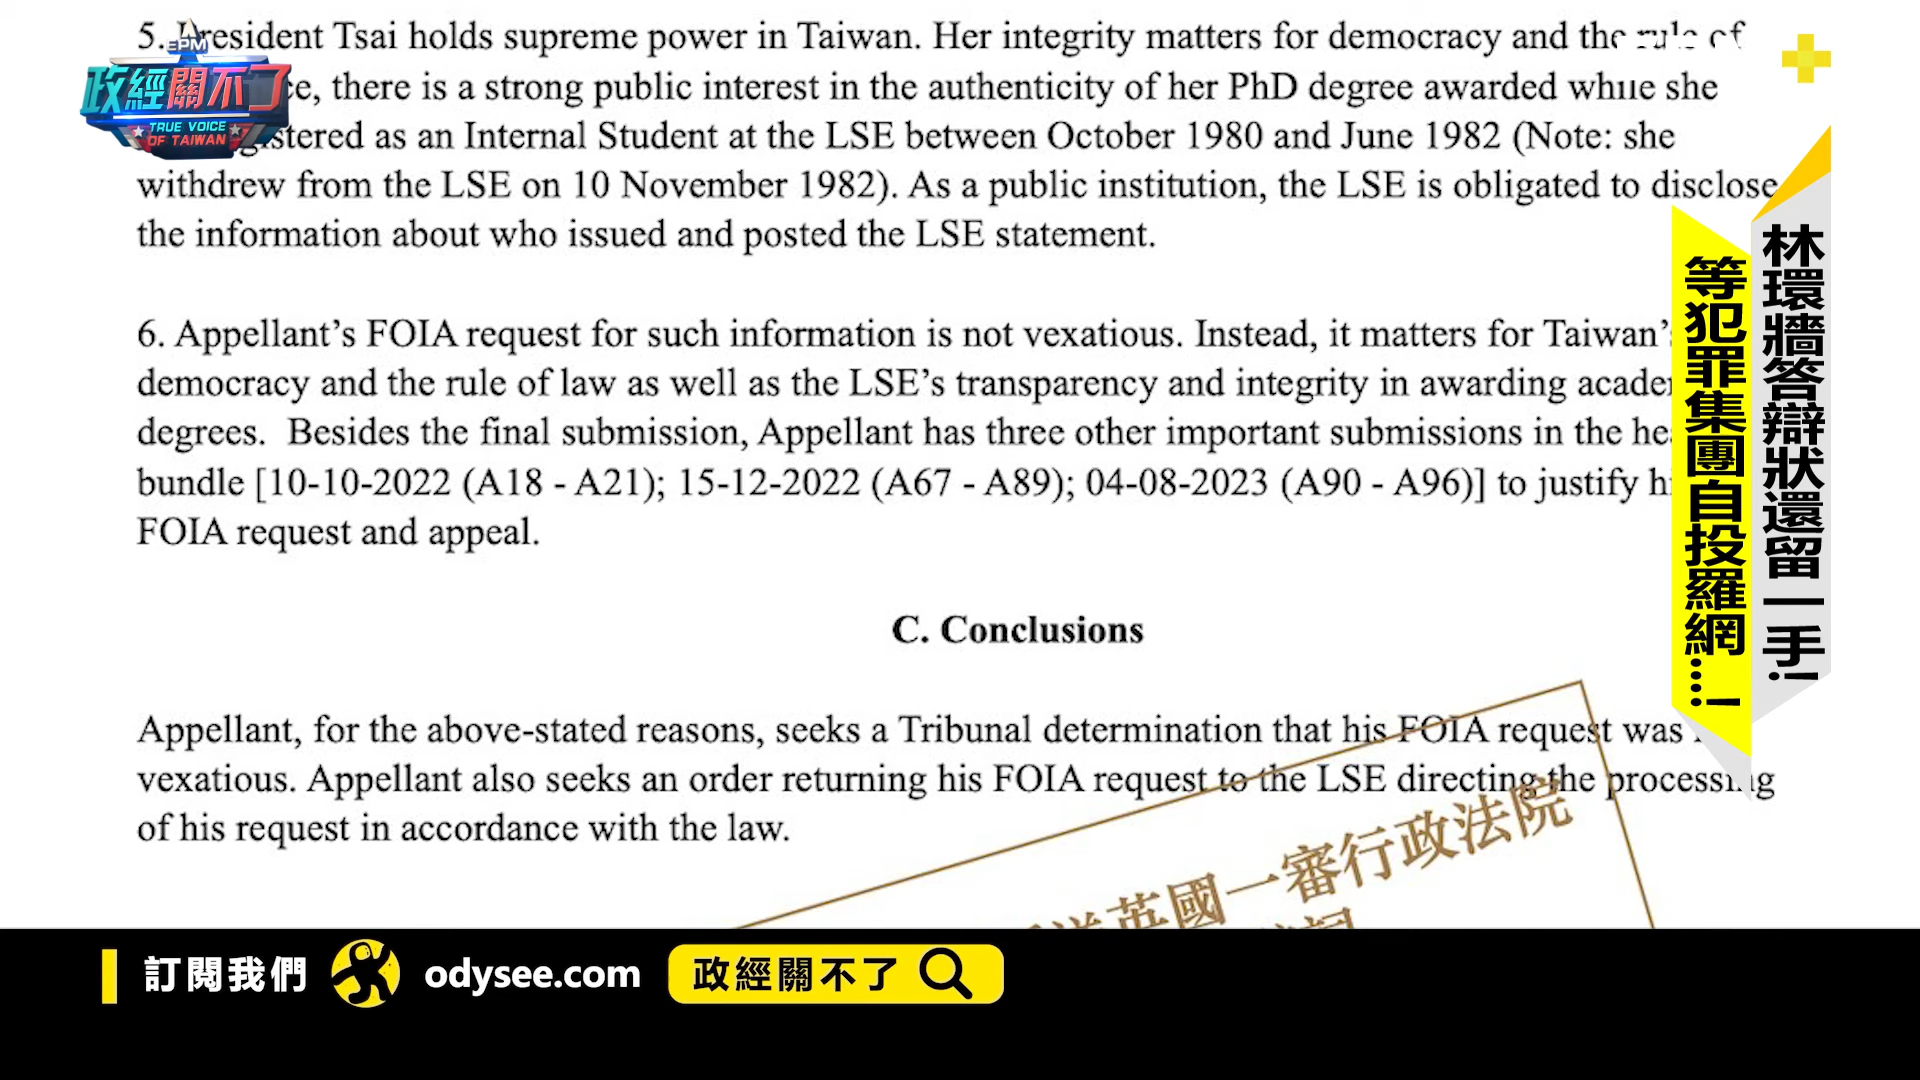 5. President Tsai holds supreme power in Taiwan. Her integrity matters for democracy and the rule of
there is a strong public interest in the authenticity of her PhD degree awarded while she
registered as an Internal Student at the LSE between October 1980 and June 1982 (Note: she
withdrew from the LSE on 10 November 1982). As a public institution, the LSE is obligated to disclose
the information about who issued and posted the LSE statement.
6. Appellant’s FOIA request for such information is not vexatious. Instead, it matters for Taiwan’s
democracy and the rule of law as well as the LSE’s transparency and integrity in awarding
degrees. Besides the final submission, Appellant has three other important submissions in the
bundle [10-10-2022 (A18 - A21); 15-12-2022 (A67 - A89); 04-08-2023 (A90 - A96)] to justify
FOIA request and appeal.
C. Conclusions
Appellant, for the above-stated reasons, seeks a Tribunal determination that his FOIA request was
vexatious. Appellant also seeks an order returning his FOIA request to the LSE directing the processing
of his request in accordance with the law.
英國一審行政法院
EPM
政經關不了
TRUE VOICE
OF TAIWAN
林環牆答辯狀還留一手!
等犯罪集團自投羅網....!
訂閱我們 odysee.com 政經關不了